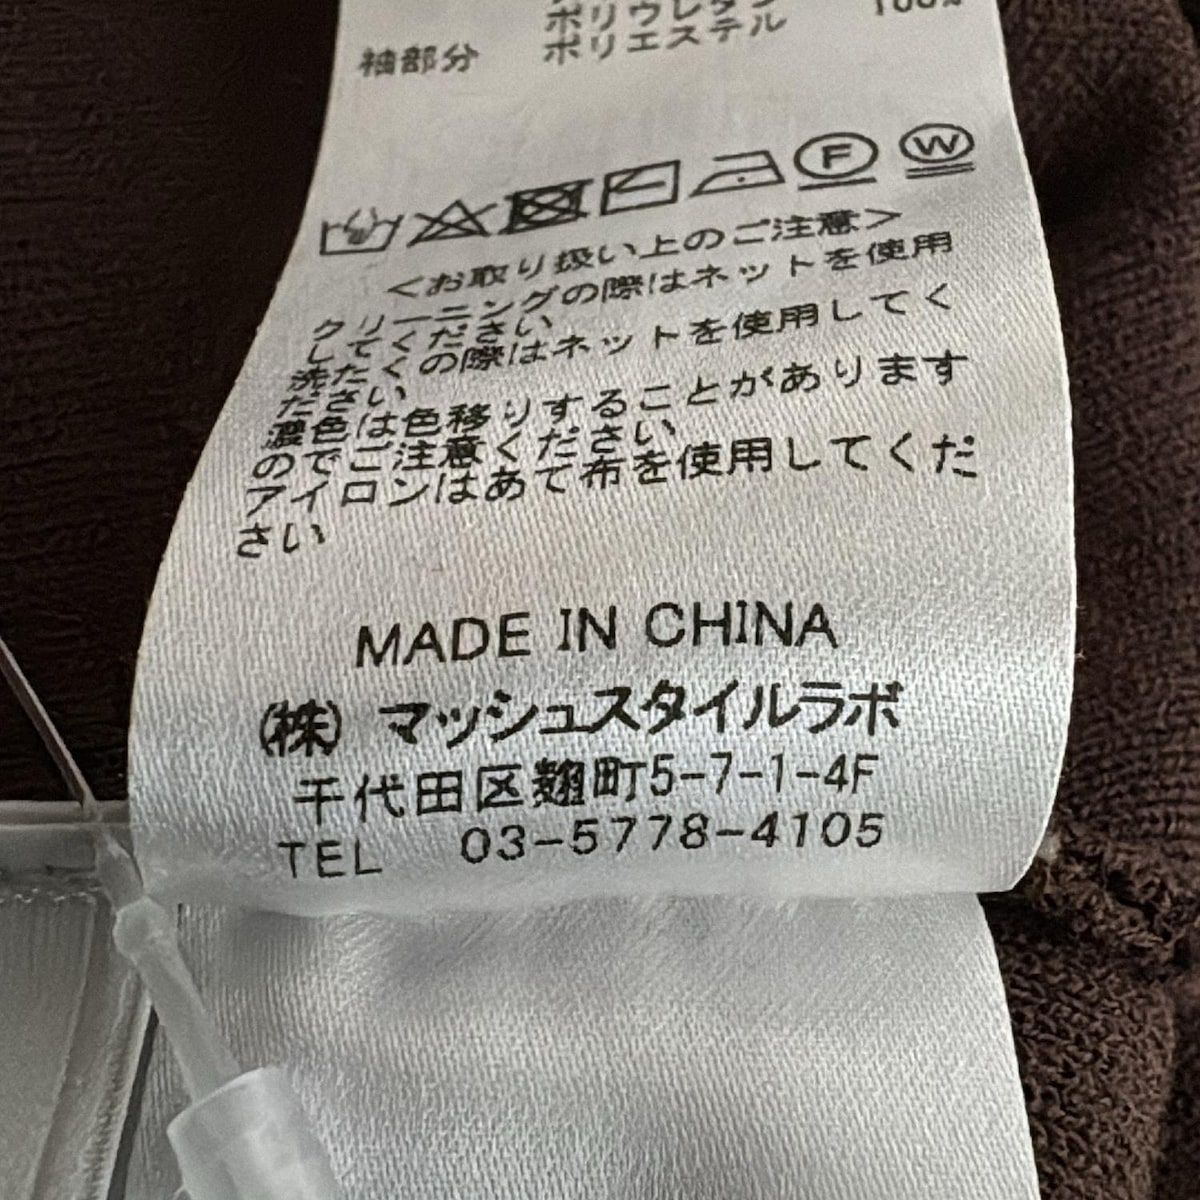 ポリウレタン
袖部分 ポリエステル 100%
F W
<お取り扱い上のご注意>
クリーニングの際はネットを使用
してください
洗たくの際はネットを使用してく
ださい
濃色は色移りすることがあります
のでご注意ください
アイロンはあて布を使用してくだ
さい
MADE IN CHINA
(株) マッシュスタイルラボ
千代田区麹町5-7-1-4F
TEL 03-5778-4105